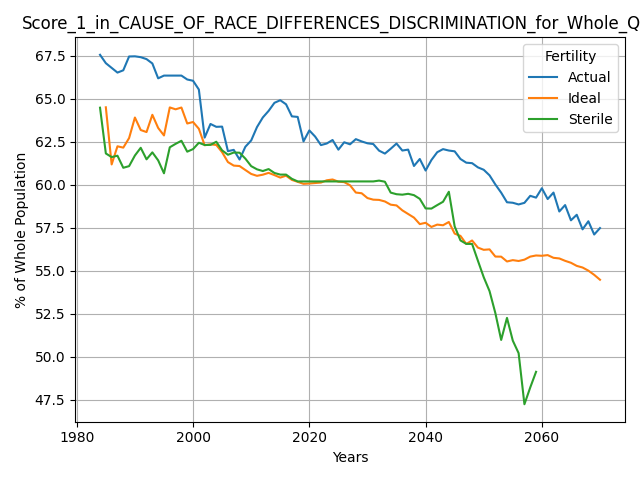 Score_1_in_CAUSE_OF_RACE_DIFFERENCES_DISCRIMINATION_for_Whole_Q
67.5
65.0
62.5
60.0
57.5
55.0
52.5
50.0
47.5
% of Whole Population
Fertility
Actual
Ideal
Sterile
1980
2000
2020
2040
2060
Years